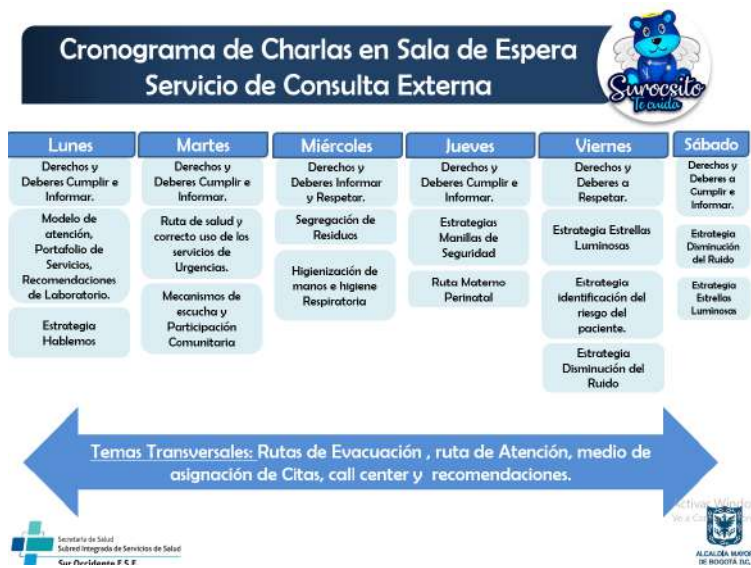 Cronograma de Charlas en Sala de Espera
Servicio de Consulta Externa
Surocsito
Te cuida
Lunes
Derechos y
Deberes Cumplir e
Informar.
Modelo de
atención,
Portafolio de
Servicios,
Recomendaciones
de Laboratorio.
Estrategia
Hablemos
Martes
Derechos y
Deberes Cumplir e
Informar.
Ruta de salud y
correcto uso de los
servicios de
Urgencias.
Mecanismos de
escucha y
Participación
Comunitaria
Miércoles
Derechos y
Deberes Informar
y Respetar.
Segregación de
Residuos
Higienización de
manos e higiene
Respiratoria
Jueves
Derechos y
Deberes Cumplir e
Informar.
Estrategias
Manillas de
Seguridad
Ruta Materno
Perinatal
Viernes
Derechos y
Deberes a
Respetar.
Estrategia Estrellas
Luminosas
Estrategia
identificación del
riesgo del
paciente.
Estrategia
Disminución del
Ruido
Sábado
Derechos y
Deberes a
Cumplir e
Informar.
Estrategia
Disminución
del Ruido
Estrategia
Estrellas
Luminosas
Temas Transversales: Rutas de Evacuación , ruta de Atención, medio de
asignación de Citas, call center y recomendaciones.
Secretaría de Salud
Subred Integrada de Servicios de Salud
Sur Occidente E.S.E.
Activar Windo
Ve a
ALCALDÍA MAYOR
DE BOGOTÁ D.C.